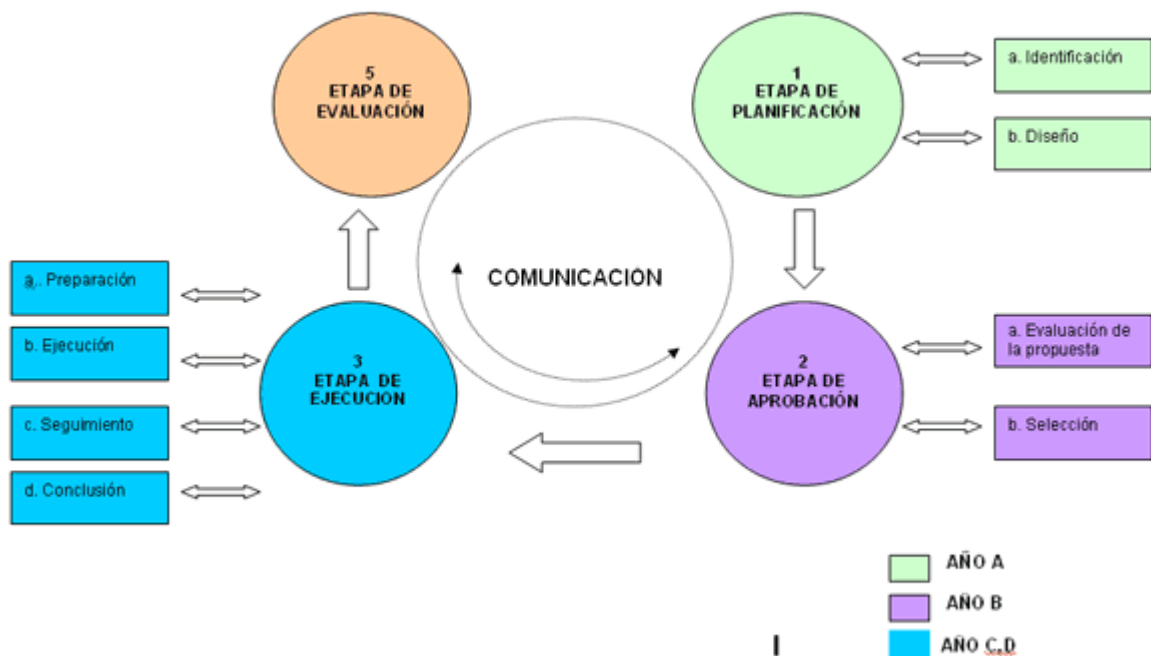 5
ETAPA DE
EVALUACIÓN
1
ETAPA DE
PLANIFICACIÓN
a. Identificación
b. Diseño
COMUNICACION
a,. Preparación
b. Ejecución
c. Seguimiento
d. Conclusión
3
ETAPA DE
EJECUCIÓN
2
ETAPA DE
APROBACIÓN
a. Evaluación de
la propuesta
b. Selección
AÑO A
AÑO B
AÑO C,D